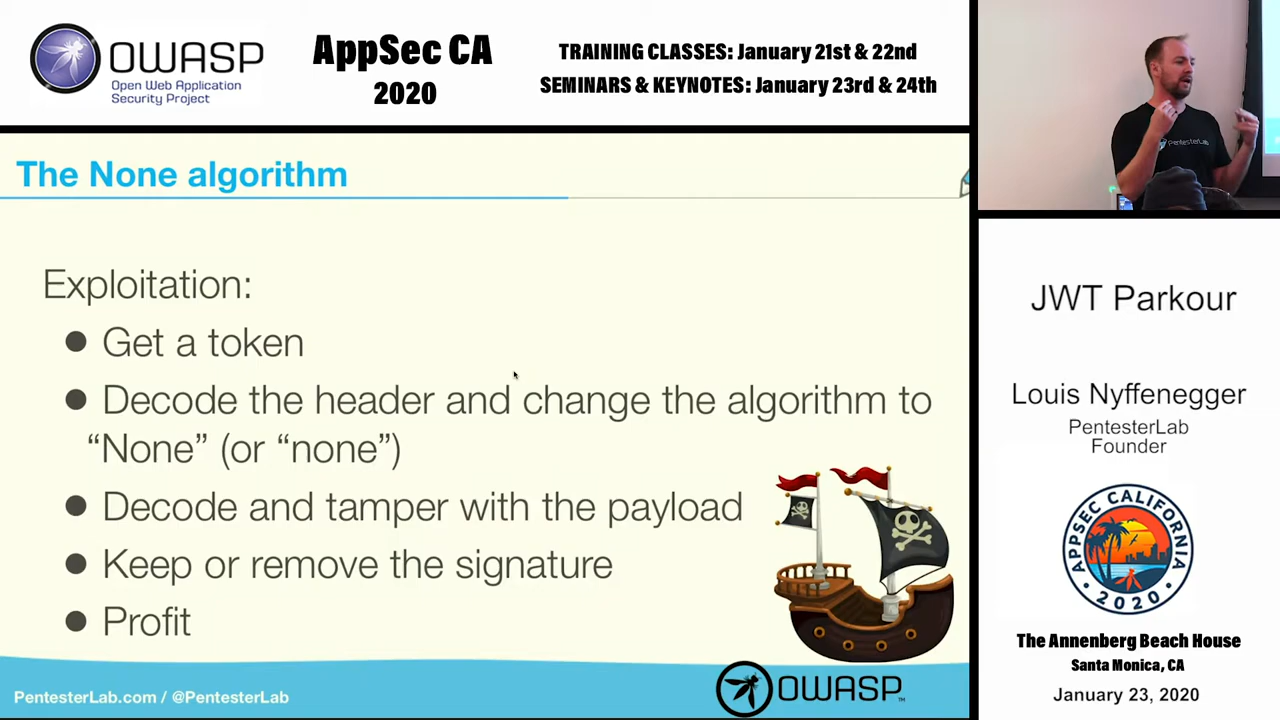 OWASP
Open Web Application
Security Project
AppSec CA
2020
TRAINING CLASSES: January 21st & 22nd
SEMINARS & KEYNOTES: January 23rd & 24th
The None algorithm
Exploitation:
● Get a token
● Decode the header and change the algorithm to
“None” (or “none”)
● Decode and tamper with the payload
● Keep or remove the signature
● Profit
PentesterLab.com / @PentesterLab
OWASP™
PentesterLab
JWT Parkour
Louis Nyffenegger
PentesterLab
Founder
APPSEC CALIFORNIA
• 2020 •
The Annenberg Beach House
Santa Monica, CA
January 23, 2020